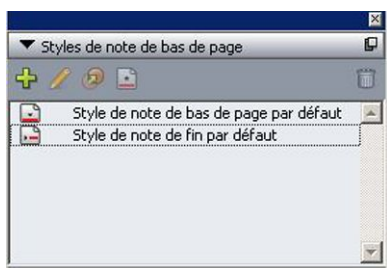 Styles de note de bas de page
Style de note de bas de page par défaut
Style de note de fin par défaut